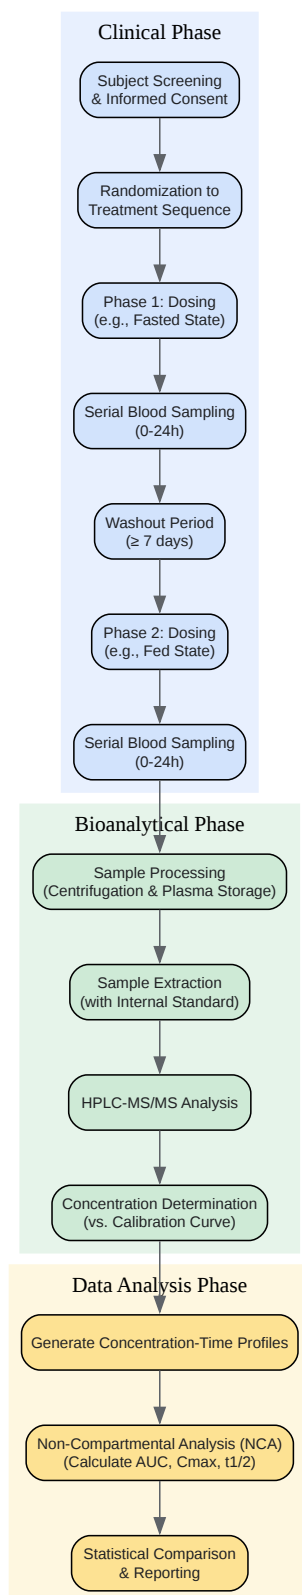 Clinical Phase
Subject Screening
& Informed Consent
Randomization to
Treatment Sequence
Phase 1: Dosing
(e.g., Fasted State)
Serial Blood Sampling
(0-24h)
Washout Period
(≥ 7 days)
Phase 2: Dosing
(e.g., Fed State)
Serial Blood Sampling
(0-24h)
Bioanalytical Phase
Sample Processing
(Centrifugation & Plasma Storage)
Sample Extraction
(with Internal Standard)
HPLC-MS/MS Analysis
Concentration Determination
(vs. Calibration Curve)
Data Analysis Phase
Generate Concentration-Time Profiles
Non-Compartmental Analysis (NCA)
(Calculate AUC, Cmax, t1/2)
Statistical Comparison
& Reporting